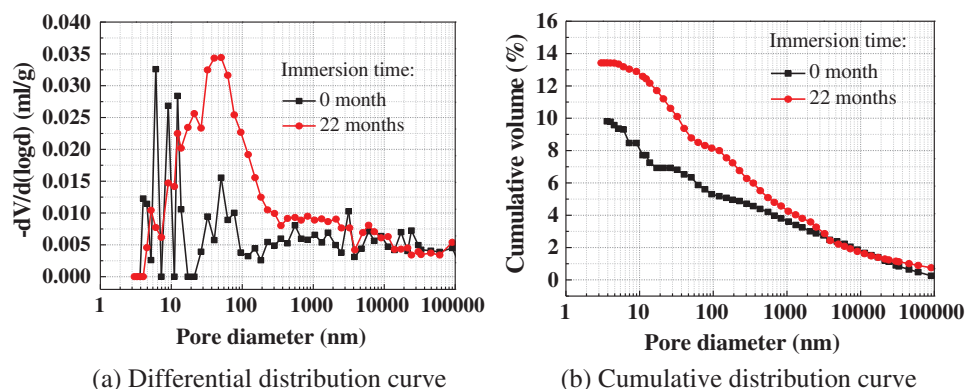 0.040
0.035
0.030
0.025
0.020
0.015
0.010
0.005
0.000
-dV/d(logd) (ml/g)
Immersion time:
0 month
22 months
1 10 100 1000 10000 100000
Pore diameter (nm)
(a) Differential distribution curve
16
14
12
10
8
6
4
2
0
Cumulative volume (%)
Immersion time:
0 month
22 months
1 10 100 1000 10000 100000
Pore diameter (nm)
(b) Cumulative distribution curve